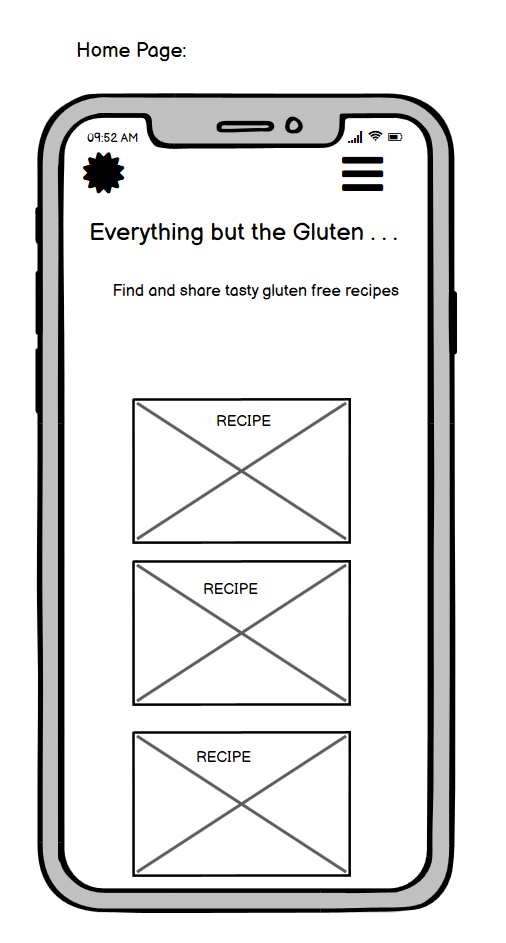 Home Page:
09:52 AM
Everything but the Gluten . . .
Find and share tasty gluten free recipes
RECIPE
RECIPE
RECIPE